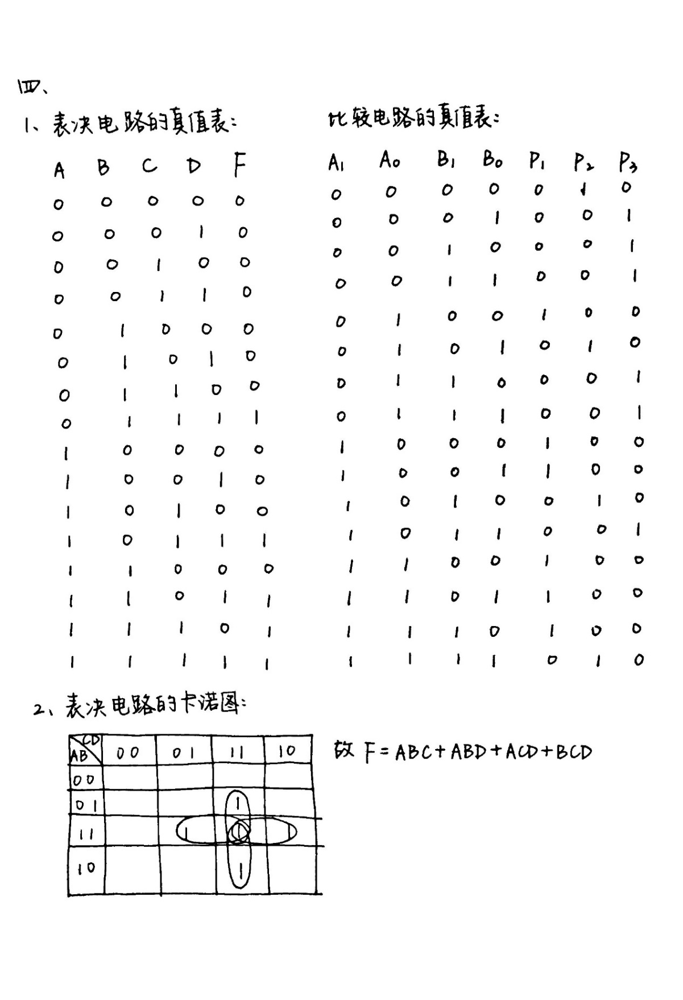 四、
1、表决电路的真值表:
A B C D F
0 0 0 0 0
0 0 0 1 0
0 0 1 0 0
0 0 1 1 0
0 1 0 0 0
0 1 0 1 0
0 1 1 0 0
0 1 1 1 1
1 0 0 0 0
1 0 0 1 0
1 0 1 0 0
1 0 1 1 1
1 1 0 0 0
1 1 0 1 1
1 1 1 0 1
1 1 1 1 1
比较电路的真值表:
A₁ A₀ B₁ B₀ P₁ P₂ P₃
0 0 0 0 0 1 0
0 0 0 1 0 0 1
0 0 1 0 0 0 1
0 0 1 1 0 0 1
0 1 0 0 1 0 0
0 1 0 1 0 1 0
0 1 1 0 0 0 1
0 1 1 1 0 0 1
1 0 0 0 1 0 0
1 0 0 1 1 0 0
1 0 1 0 0 1 0
1 0 1 1 0 0 1
1 1 0 0 1 0 0
1 1 0 1 1 0 0
1 1 1 0 1 0 0
1 1 1 1 0 1 0
2、表决电路的卡诺图:
CD
AB 00 01 11 10
00
01 1
11 1 1 1
10 1
故 F=ABC+ABD+ACD+BCD